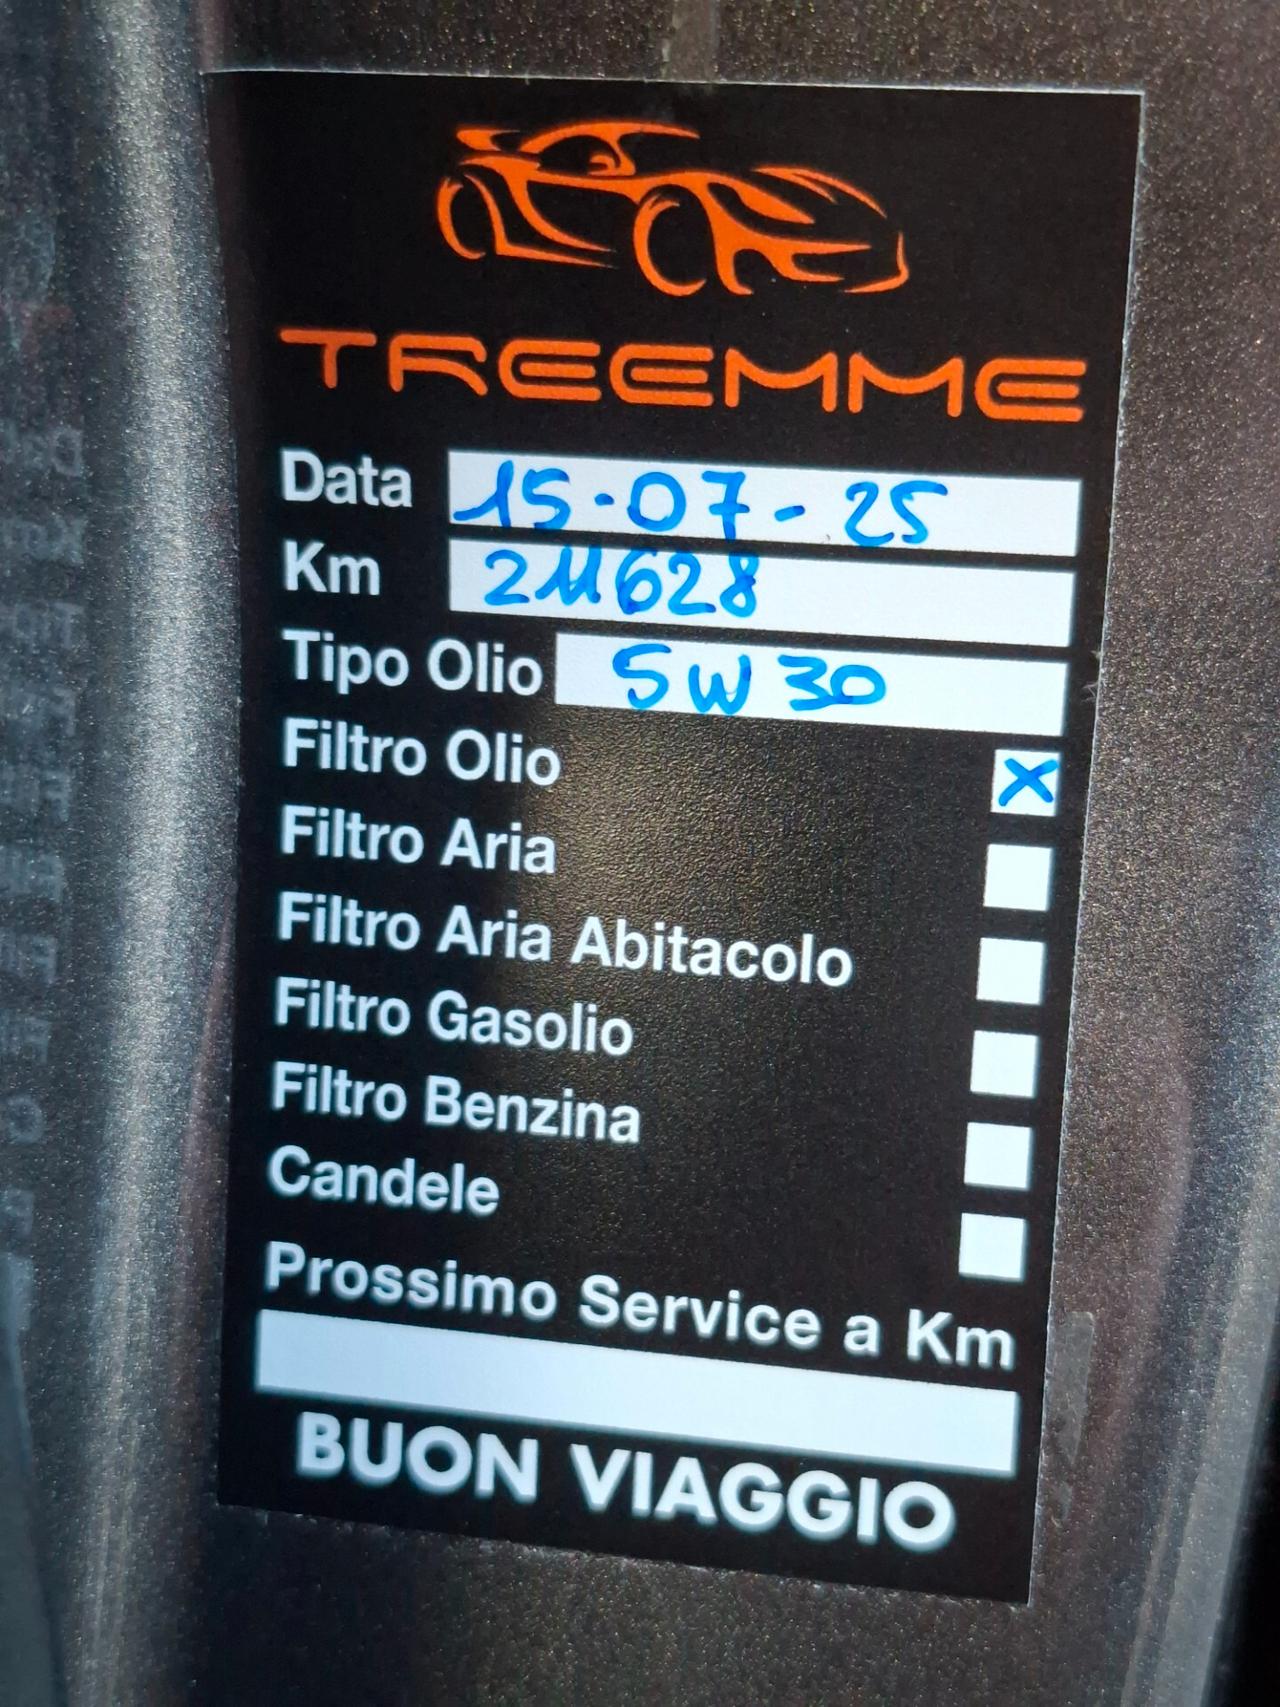 TREEMME
Data 15-07-25
Km 211628
Tipo Olio 5W30
Filtro Olio X
Filtro Aria
Filtro Aria Abitacolo
Filtro Gasolio
Filtro Benzina
Candele
Prossimo Service a Km
BUON VIAGGIO